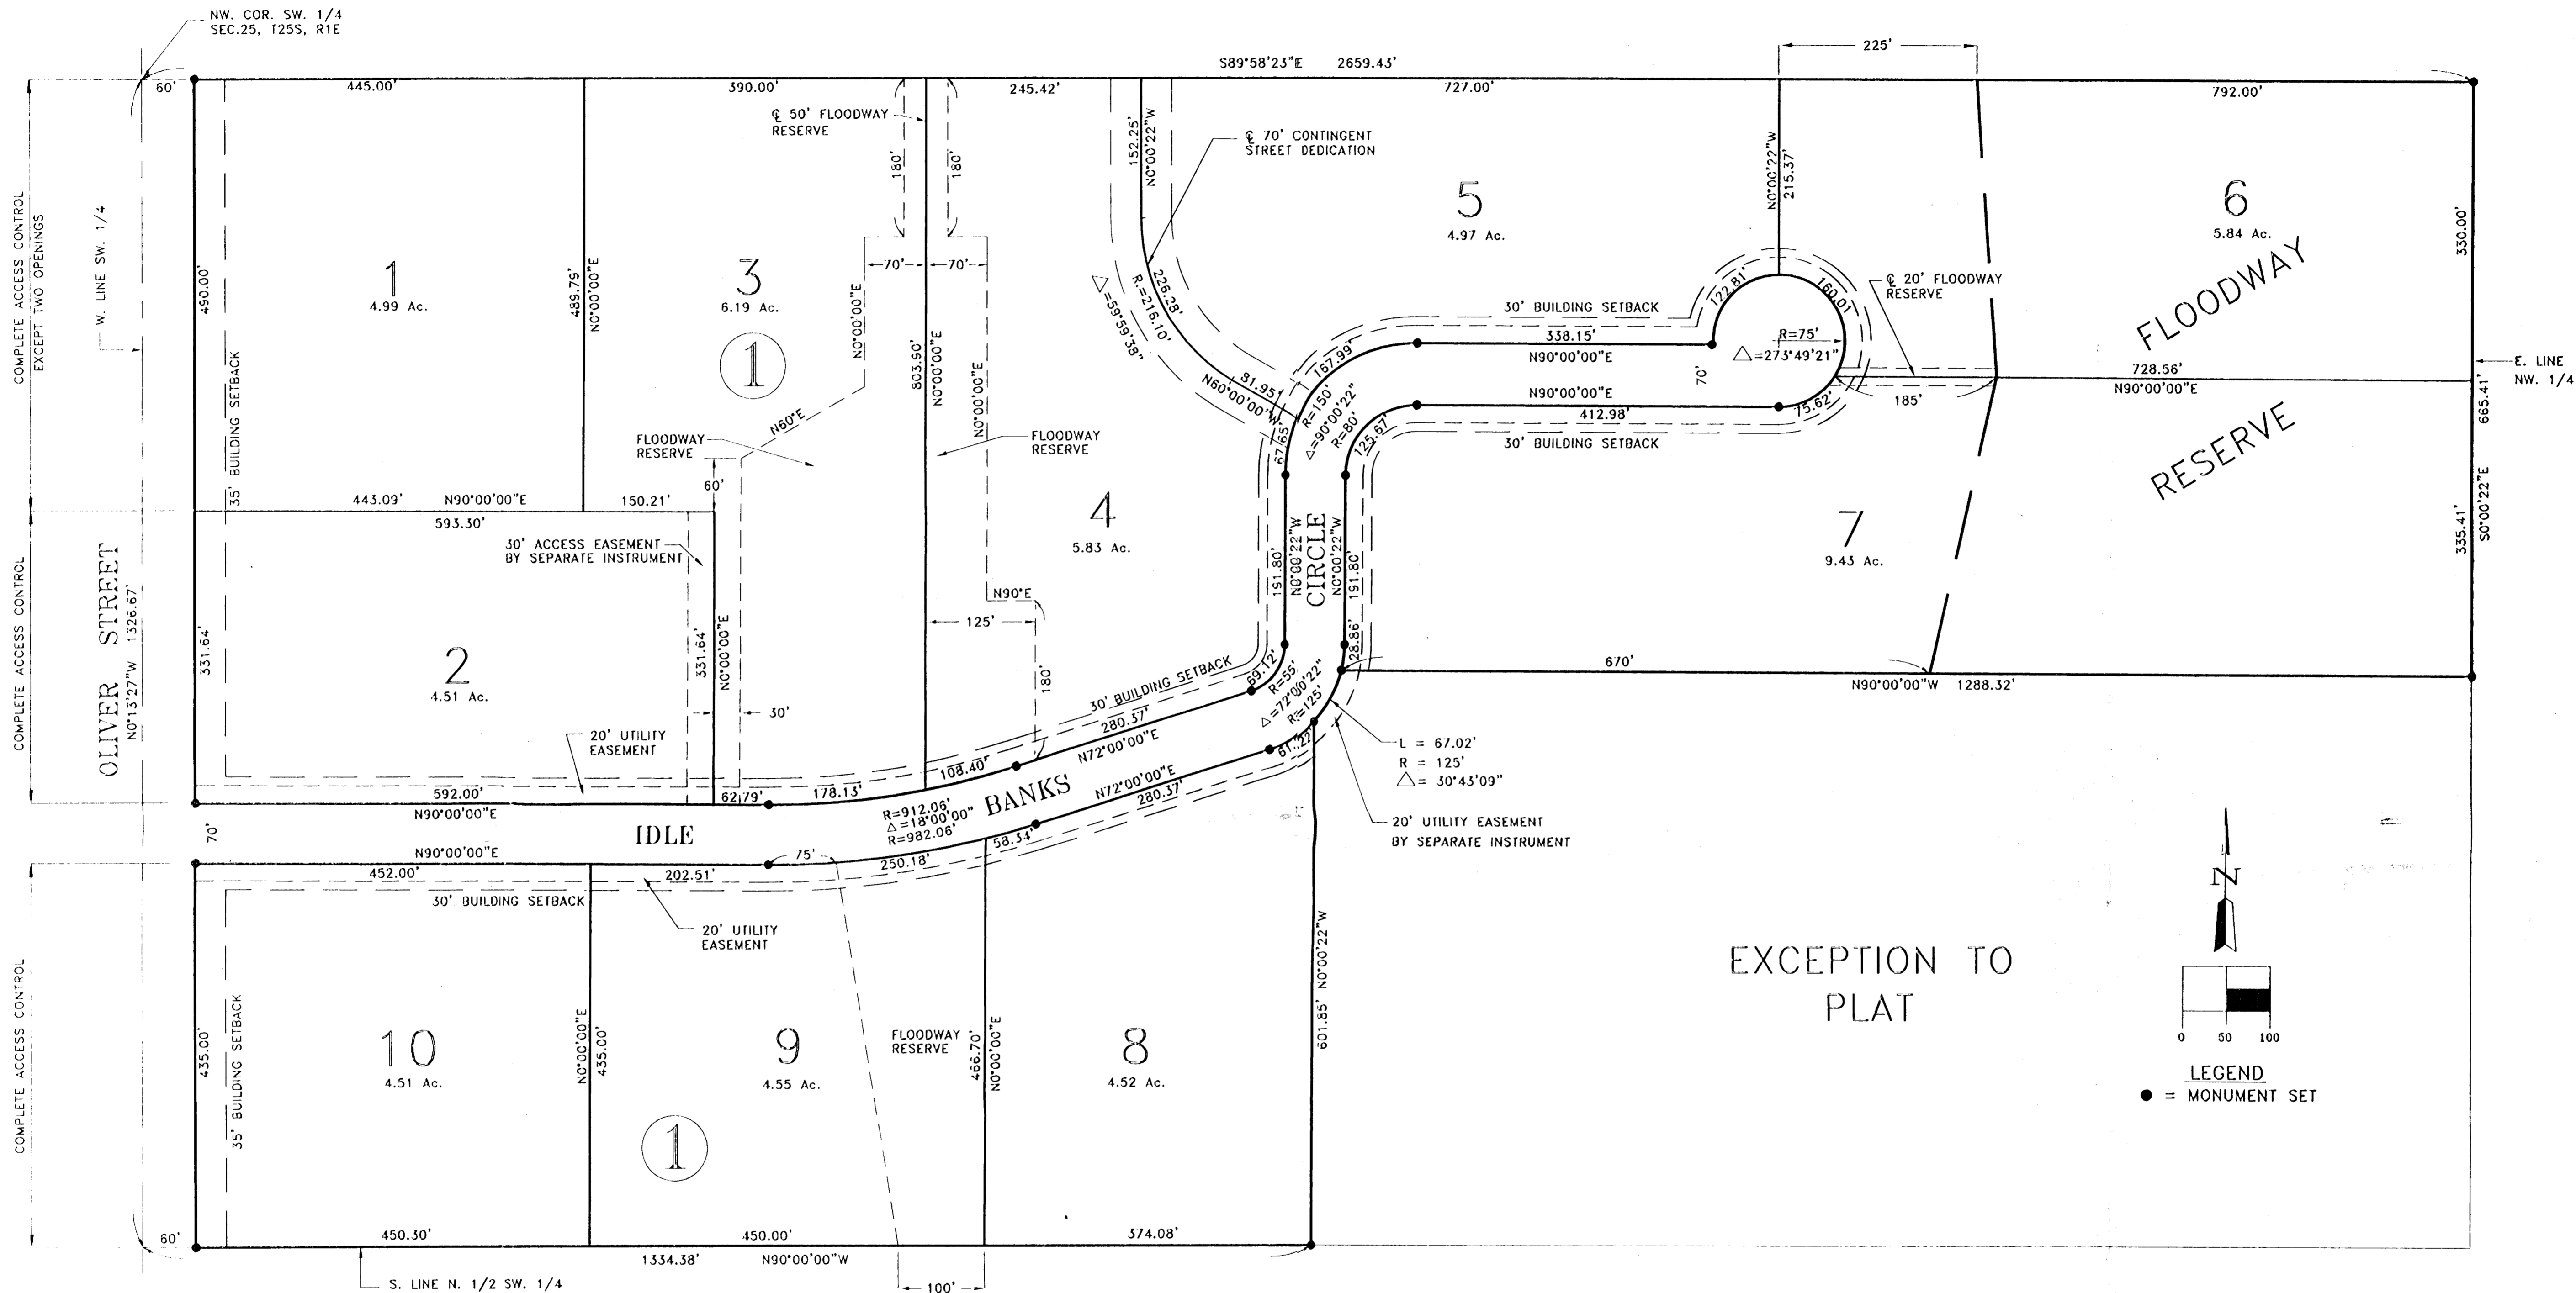 NW. COR. SW. 1/4
SEC.25, T25S, R1E
S89°58'23"E 2659.43'
225'
60'
445.00'
390.00'
245.42'
727.00'
792.00'
COMPLETE ACCESS CONTROL
EXCEPT TWO OPENINGS
W. LINE SW. 1/4
490.00'
35' BUILDING SETBACK
1
4.99 Ac.
489.79'
N0°00'00"E
3
6.19 Ac.
1
℄ 50' FLOODWAY
RESERVE
180'
180'
70'
70'
N0°00'00"E
803.90'
N0°00'00"E
N0°00'00"E
N60°E
FLOODWAY
RESERVE
FLOODWAY
RESERVE
60'
152.25'
N0°00'22"W
℄ 70' CONTINGENT
STREET DEDICATION
226.28'
R.=216.10'
△=59°59'38"
81.95'
N60°00'00"W
5
4.97 Ac.
N0°00'22"W
215.37'
6
5.84 Ac.
FLOODWAY
RESERVE
330.00'
℄ 20' FLOODWAY
RESERVE
30' BUILDING SETBACK
338.15'
N90°00'00"E
122.81'
160.01'
R=75'
△=273°49'21"
70'
N90°00'00"E
412.98'
75.62'
185'
30' BUILDING SETBACK
728.56'
N90°00'00"E
E. LINE
NW. 1/4
665.41'
S0°00'22"E
335.41'
167.99'
R=150'
△=90°00'22"
R=80'
125.67'
67.65'
443.09' N90°00'00"E
150.21'
593.30'
30' ACCESS EASEMENT
BY SEPARATE INSTRUMENT
4
5.83 Ac.
191.80'
N0°00'22"W
CIRCLE
N0°00'22"W
191.80'
7
9.43 Ac.
COMPLETE ACCESS CONTROL
OLIVER STREET
N0°13'27"W 1326.67'
331.64'
2
4.51 Ac.
331.64'
N0°00'00"E
30'
N90°E
125'
180'
30' BUILDING SETBACK
280.37'
N72°00'00"E
69.12'
R=55'
△=72°00'22"
R=125'
28.86'
670'
N90°00'00"W 1288.32'
20' UTILITY
EASEMENT
592.00'
N90°00'00"E
62.79'
178.13'
108.40'
R=912.06'
△=18°00'00"
R=982.06'
IDLE
BANKS
N72°00'00"E
280.37'
61.22'
L = 67.02'
R = 125'
△= 30°43'09"
20' UTILITY EASEMENT
BY SEPARATE INSTRUMENT
70'
N90°00'00"E
452.00'
202.51'
75'
250.18'
58.34'
30' BUILDING SETBACK
20' UTILITY
EASEMENT
COMPLETE ACCESS CONTROL
435.00'
35' BUILDING SETBACK
10
4.51 Ac.
N0°00'00"E
435.00'
9
4.55 Ac.
1
FLOODWAY
RESERVE
466.70'
N0°00'00"E
8
4.52 Ac.
601.85' N0°00'22"W
EXCEPTION TO
PLAT
N
0 50 100
LEGEND
● = MONUMENT SET
60'
450.30'
450.00'
374.08'
1334.38' N90°00'00"W
100'
S. LINE N. 1/2 SW. 1/4